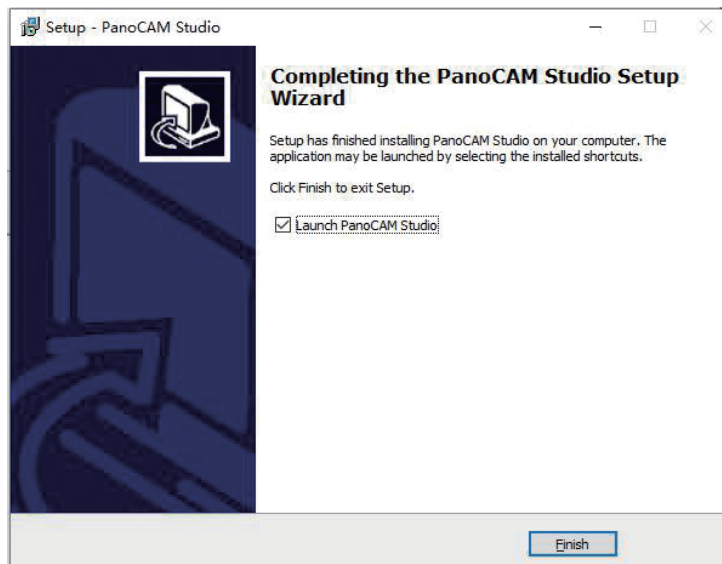 Setup - PanoCAM Studio
Completing the PanoCAM Studio Setup
Wizard
Setup has finished installing PanoCAM Studio on your computer. The
application may be launched by selecting the installed shortcuts.
Click Finish to exit Setup.
Launch PanoCAM Studio
Finish